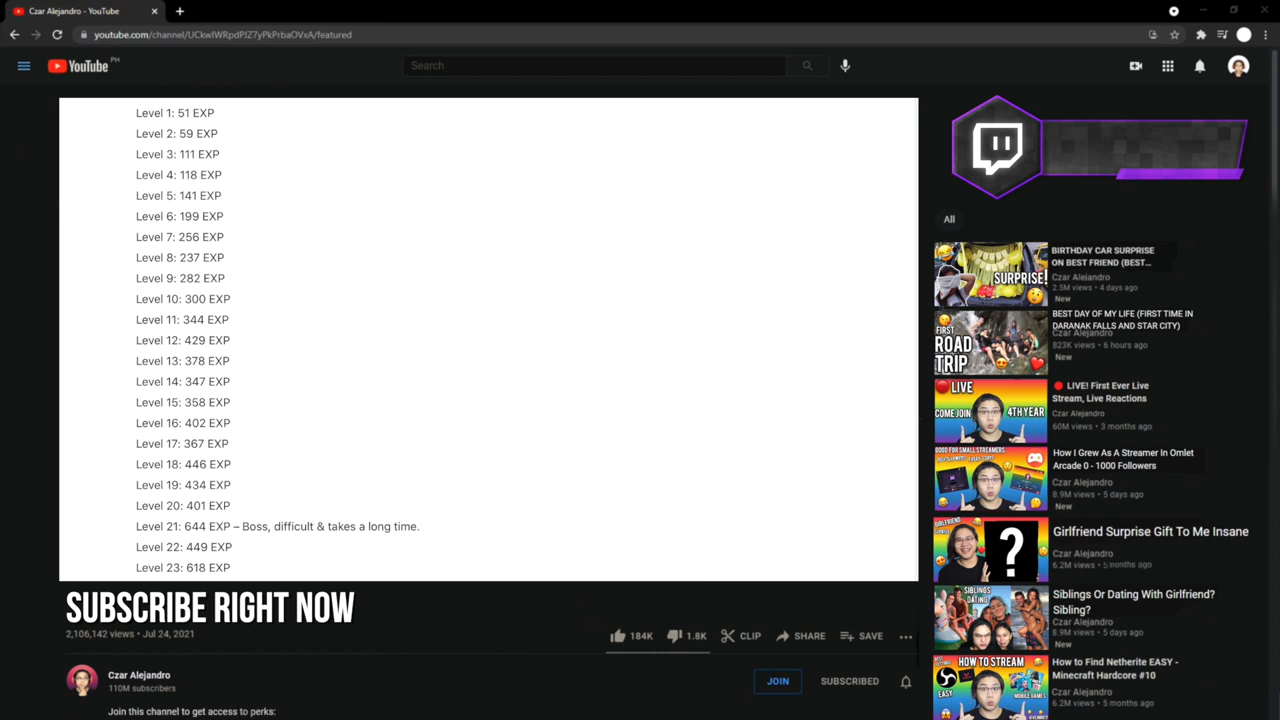 Czar Alejandro - YouTube
youtube.com/channel/UCkwIWRpdPJZ7yPkPrbaOVxA/featured
YouTube PH
Search
Level 1: 51 EXP
Level 2: 59 EXP
Level 3: 111 EXP
Level 4: 118 EXP
Level 5: 141 EXP
Level 6: 199 EXP
Level 7: 256 EXP
Level 8: 237 EXP
Level 9: 282 EXP
Level 10: 300 EXP
Level 11: 344 EXP
Level 12: 429 EXP
Level 13: 378 EXP
Level 14: 347 EXP
Level 15: 358 EXP
Level 16: 402 EXP
Level 17: 367 EXP
Level 18: 446 EXP
Level 19: 434 EXP
Level 20: 401 EXP
Level 21: 644 EXP – Boss, difficult & takes a long time.
Level 22: 449 EXP
Level 23: 618 EXP
SUBSCRIBE RIGHT NOW
2,106,142 views • Jul 24, 2021
184K
1.8K
CLIP
SHARE
SAVE
Czar Alejandro
110M subscribers
JOIN
SUBSCRIBED
Join this channel to get access to perks:
All
SURPRISE!
BIRTHDAY CAR SURPRISE
ON BEST FRIEND (BEST...
Czar Alejandro
2.5M views • 4 days ago
New
FIRST
ROAD
TRIP
BEST DAY OF MY LIFE (FIRST TIME IN
DARANAK FALLS AND STAR CITY)
Czar Alejandro
823K views • 6 hours ago
New
LIVE
COME JOIN
4TH YEAR
LIVE! First Ever Live
Stream, Live Reactions
Czar Alejandro
60M views • 3 months ago
GOOD FOR SMALL STREAMERS
How I Grew As A Streamer In Omlet
Arcade 0 - 1000 Followers
Czar Alejandro
8.9M views • 5 days ago
New
GIRLFRIEND
SURPRISE
?
Girlfriend Surprise Gift To Me Insane
Czar Alejandro
6.2M views • 5 months ago
SIBLINGS
DATING
Siblings Or Dating With Girlfriend?
Sibling?
Czar Alejandro
8.9M views • 5 days ago
New
HOW TO STREAM
EASY
MOBILE GAMES
How to Find Netherite EASY -
Minecraft Hardcore #10
Czar Alejandro
6.2M views • 5 months ago